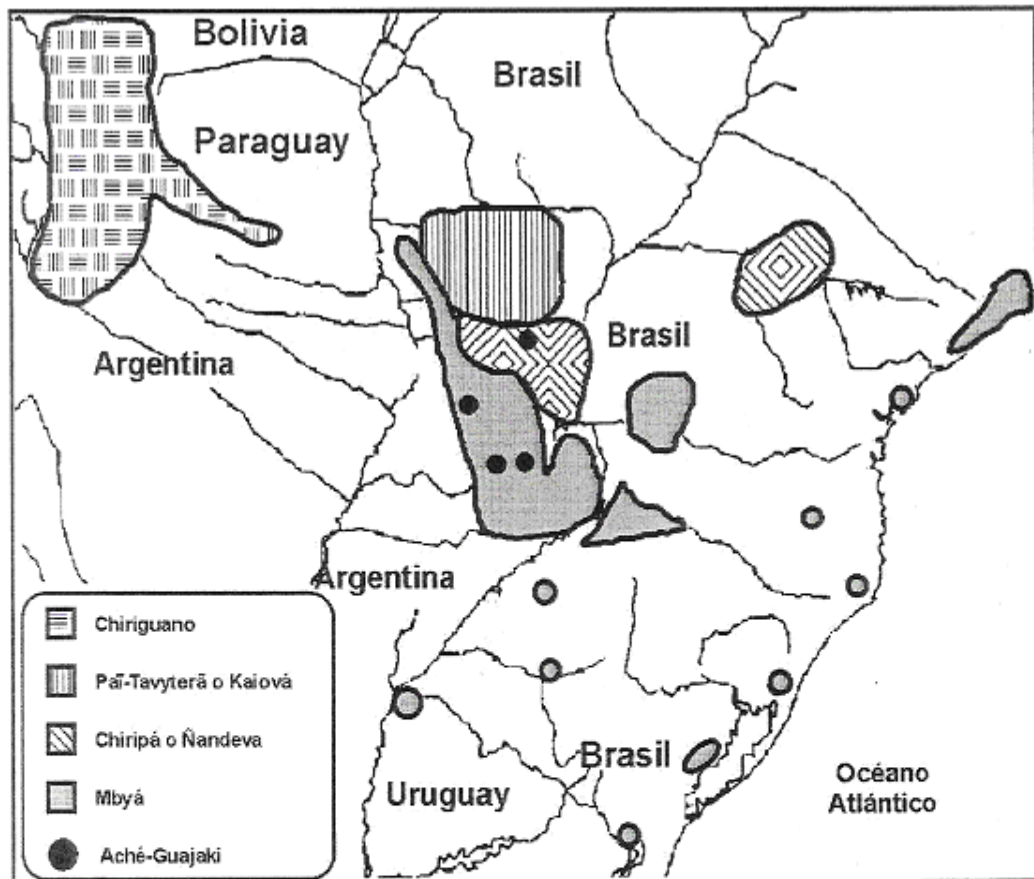 Bolivia
Brasil
Paraguay
Brasil
Argentina
Argentina
Brasil
Uruguay
Océano
Atlántico
Chiriguano
Paĩ-Tavyterã o Kaiová
Chiripá o Ñandeva
Mbyá
Aché-Guajaki